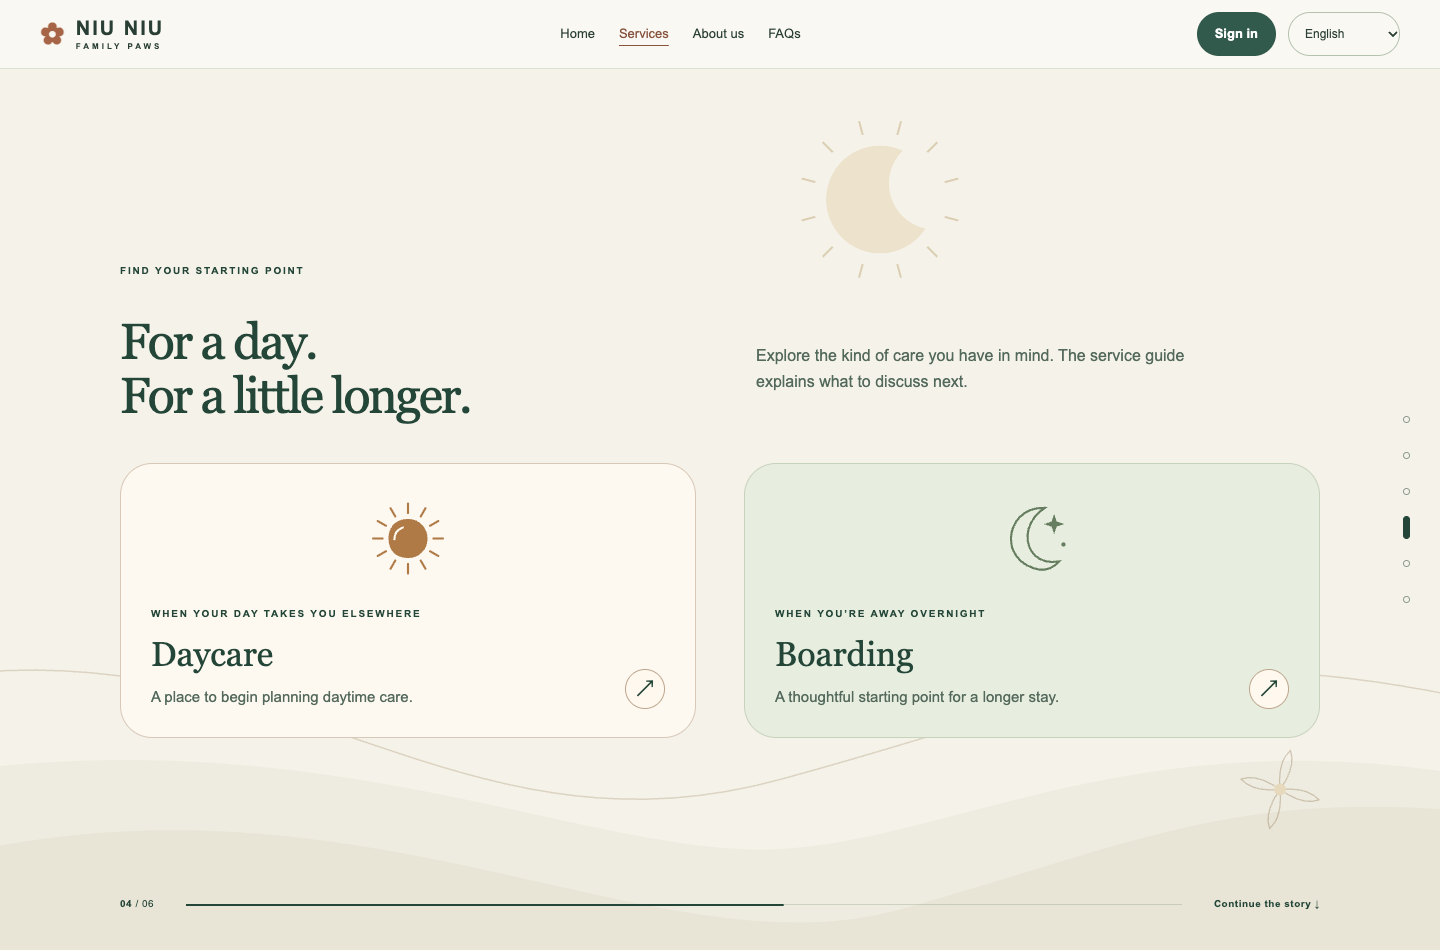 NIU NIU
FAMILY PAWS
Home
Services
About us
FAQs
Sign in
English
FIND YOUR STARTING POINT
For a day.
For a little longer.
Explore the kind of care you have in mind. The service guide
explains what to discuss next.
WHEN YOUR DAY TAKES YOU ELSEWHERE
Daycare
A place to begin planning daytime care.
WHEN YOU'RE AWAY OVERNIGHT
Boarding
A thoughtful starting point for a longer stay.
04 / 06
Continue the story ↓